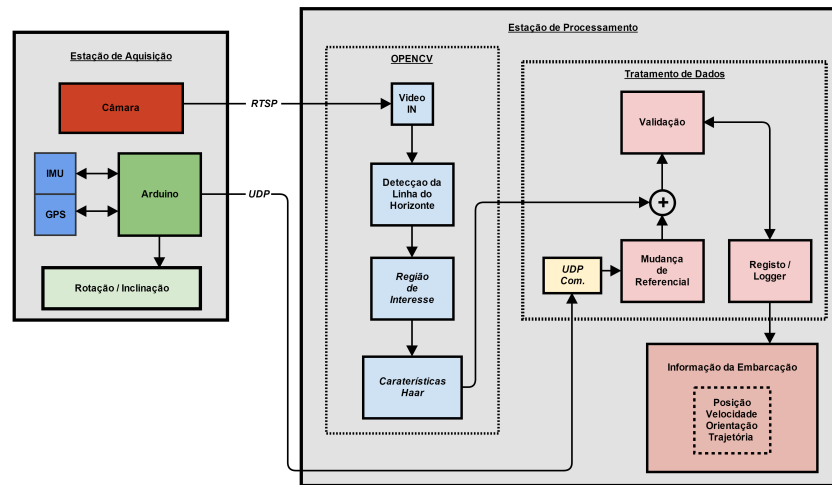 Estação de Aquisição
Câmara
IMU
GPS
Arduino
Rotação / Inclinação
RTSP
UDP
Estação de Processamento
OPENCV
Video
IN
Detecçao da
Linha do
Horizonte
Região
de
Interesse
Caraterísticas
Haar
Tratamento de Dados
Validação
+
UDP
Com.
Mudança
de
Referencial
Registo /
Logger
Informação da Embarcação
Posição
Velocidade
Orientação
Trajetória